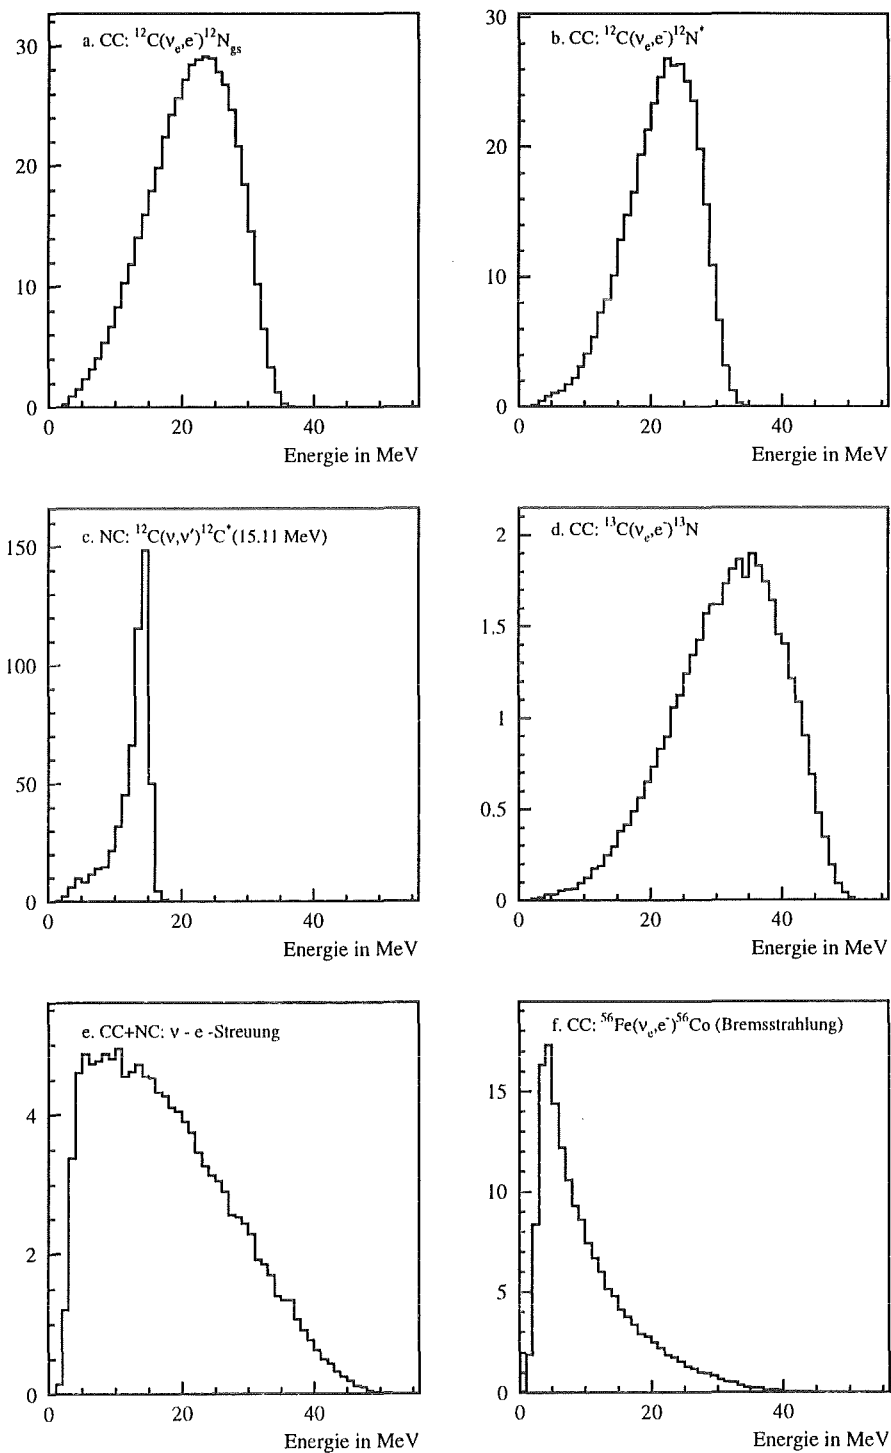 a. CC: ¹²C(νₑ,e⁻)¹²N_gs
30
20
10
0
0 20 40
Energie in MeV
b. CC: ¹²C(νₑ,e⁻)¹²N*
30
20
10
0
0 20 40
Energie in MeV
c. NC: ¹²C(ν,ν′)¹²C*(15.11 MeV)
150
100
50
0
0 20 40
Energie in MeV
d. CC: ¹³C(νₑ,e⁻)¹³N
2
1.5
1
0.5
0
0 20 40
Energie in MeV
e. CC+NC: ν - e -Streuung
4
2
0
0 20 40
Energie in MeV
f. CC: ⁵⁶Fe(νₑ,e⁻)⁵⁶Co (Bremsstrahlung)
15
10
5
0
0 20 40
Energie in MeV